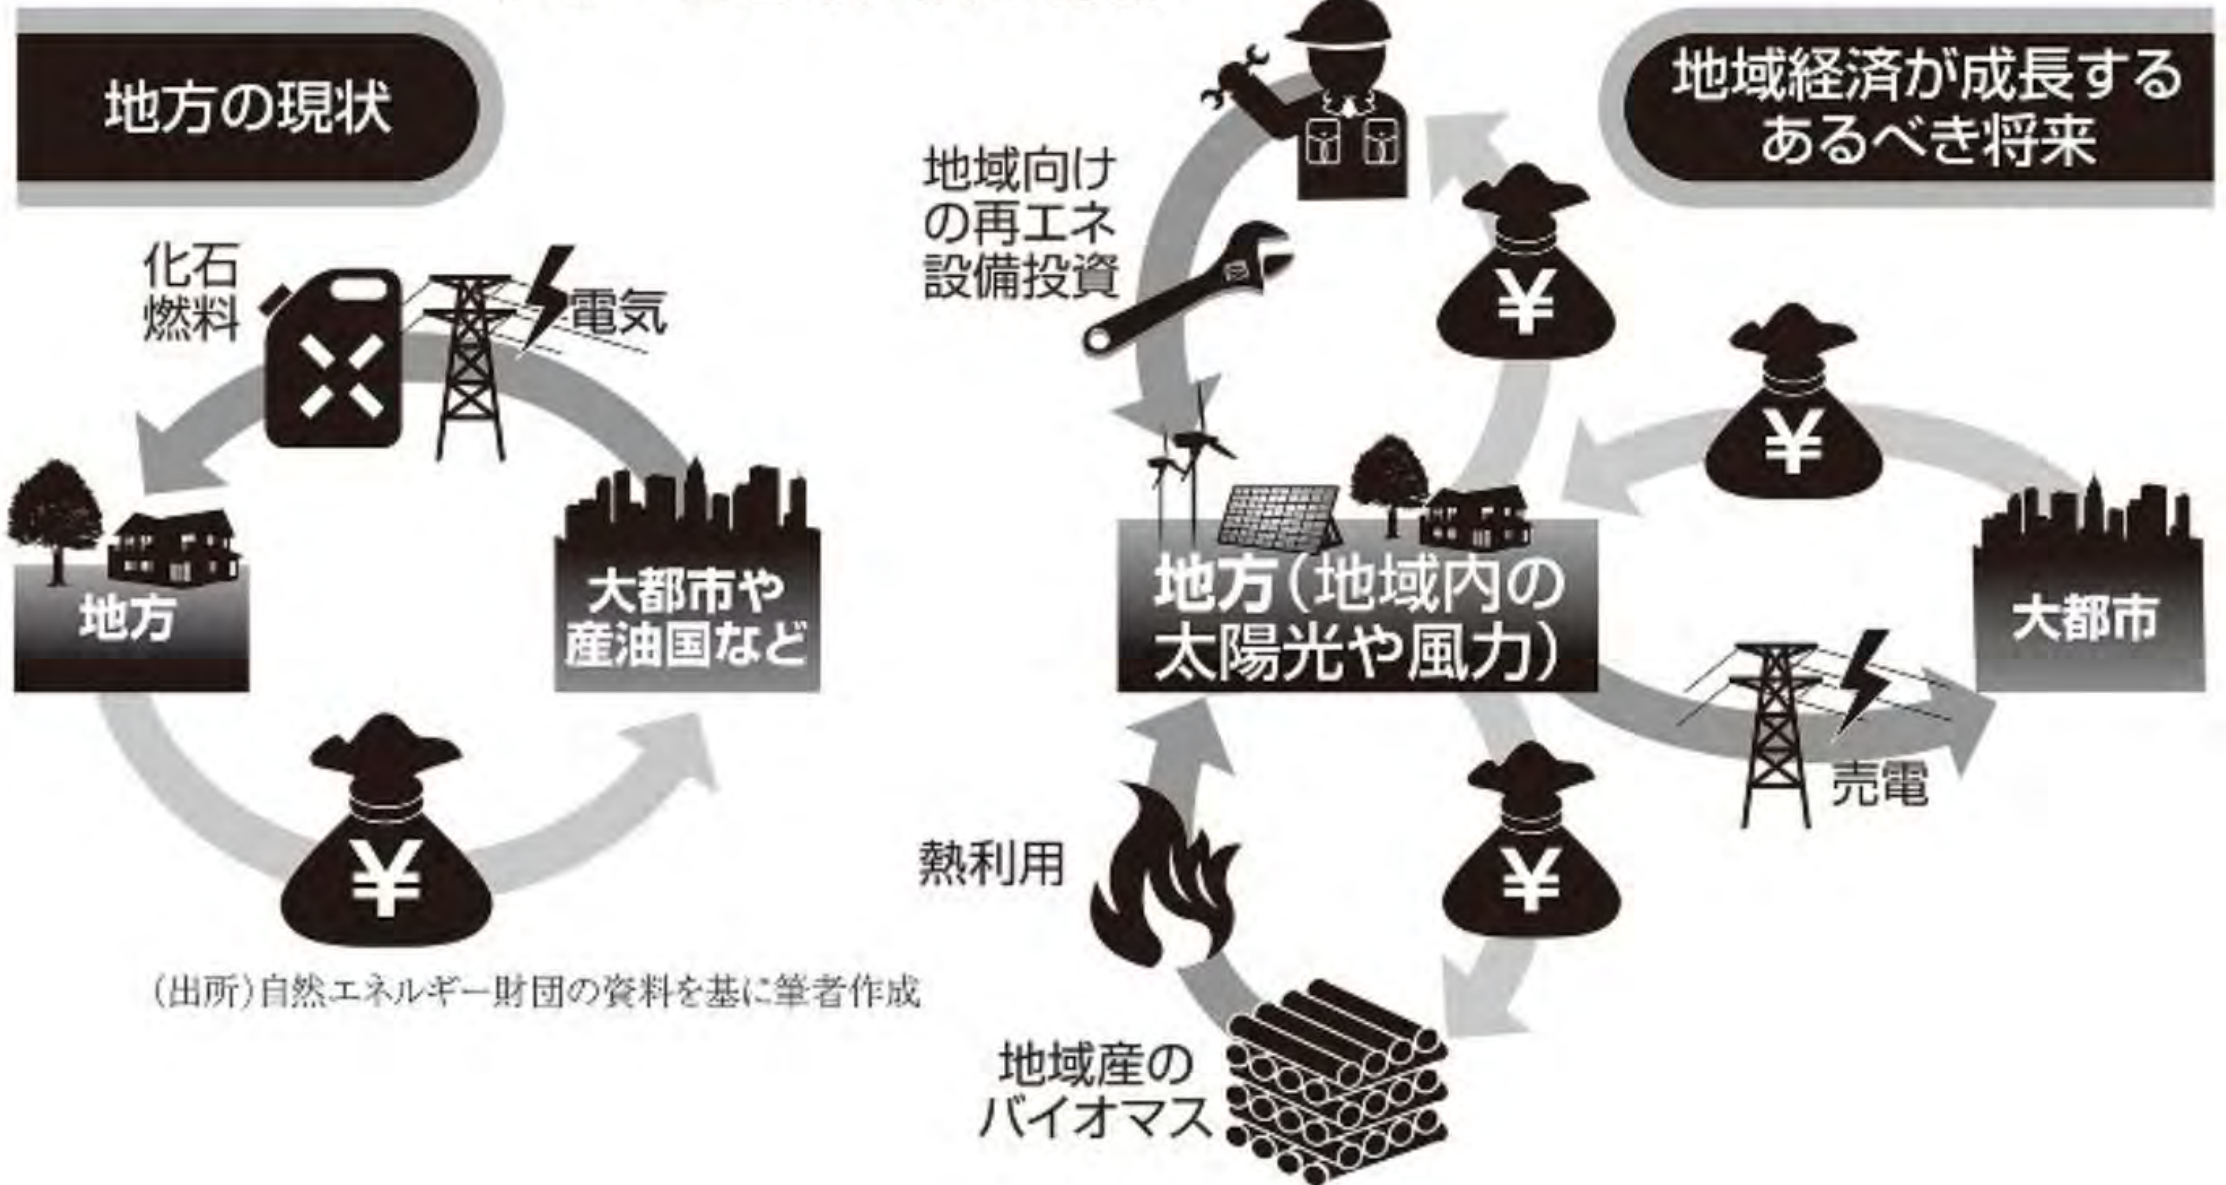 地方の現状
化石
燃料
電気
地方
大都市や
産油国など
¥
(出所)自然エネルギー財団の資料を基に筆者作成
地域経済が成長する
あるべき将来
地域向け
の再エネ
設備投資
¥
¥
地方(地域内の
太陽光や風力)
大都市
売電
熱利用
¥
地域産の
バイオマス